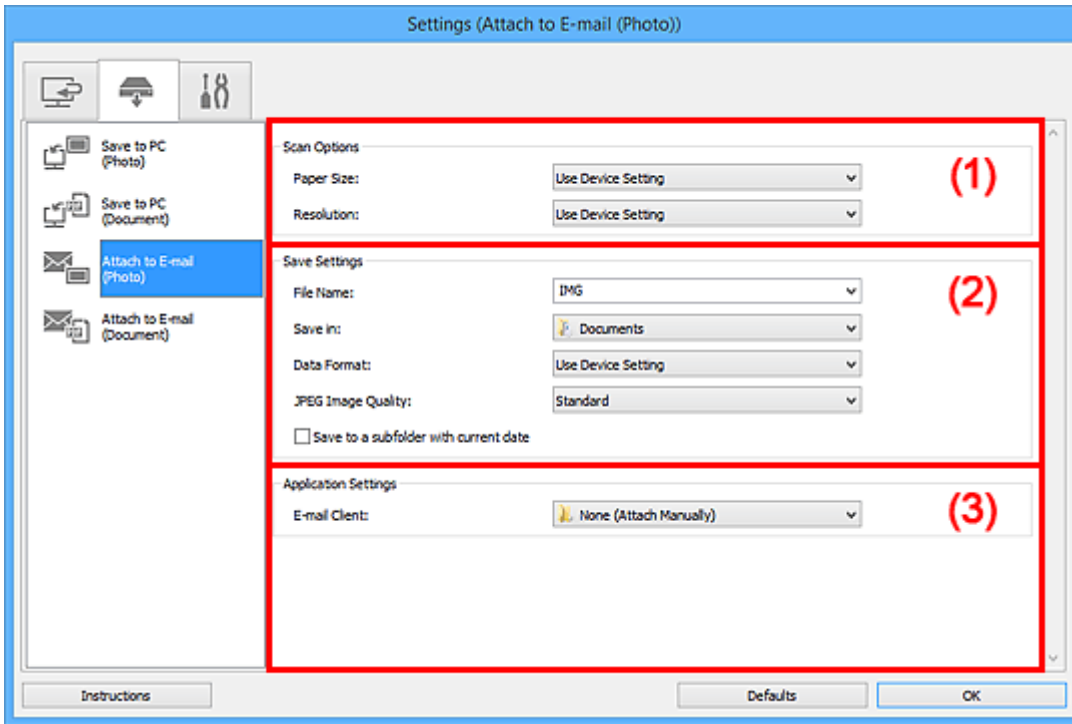 Settings (Attach to E-mail (Photo))
Save to PC
(Photo)
Save to PC
(Document)
Attach to E-mail
(Photo)
Attach to E-mail
(Document)
Scan Options
(1)
Paper Size: Use Device Setting
Resolution: Use Device Setting
Save Settings
(2)
File Name: IMG
Save in: Documents
Data Format: Use Device Setting
JPEG Image Quality: Standard
Save to a subfolder with current date
Application Settings
(3)
E-mail Client: None (Attach Manually)
Instructions Defaults OK